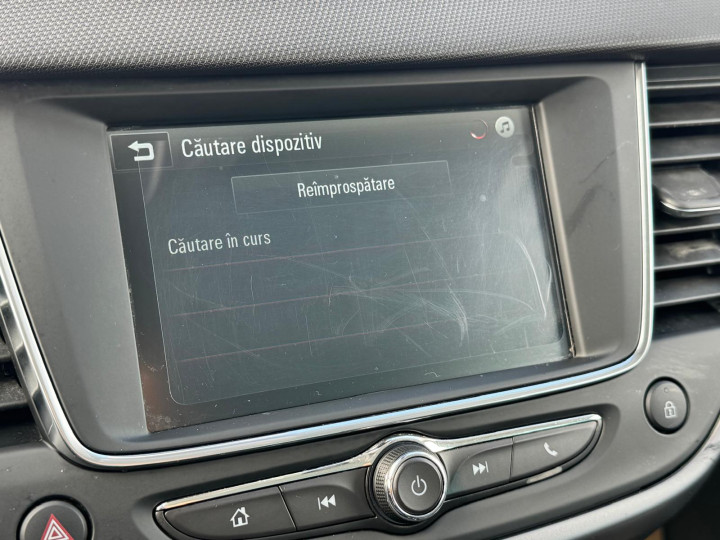 Căutare dispozitiv
Reîmprospătare
Căutare în curs